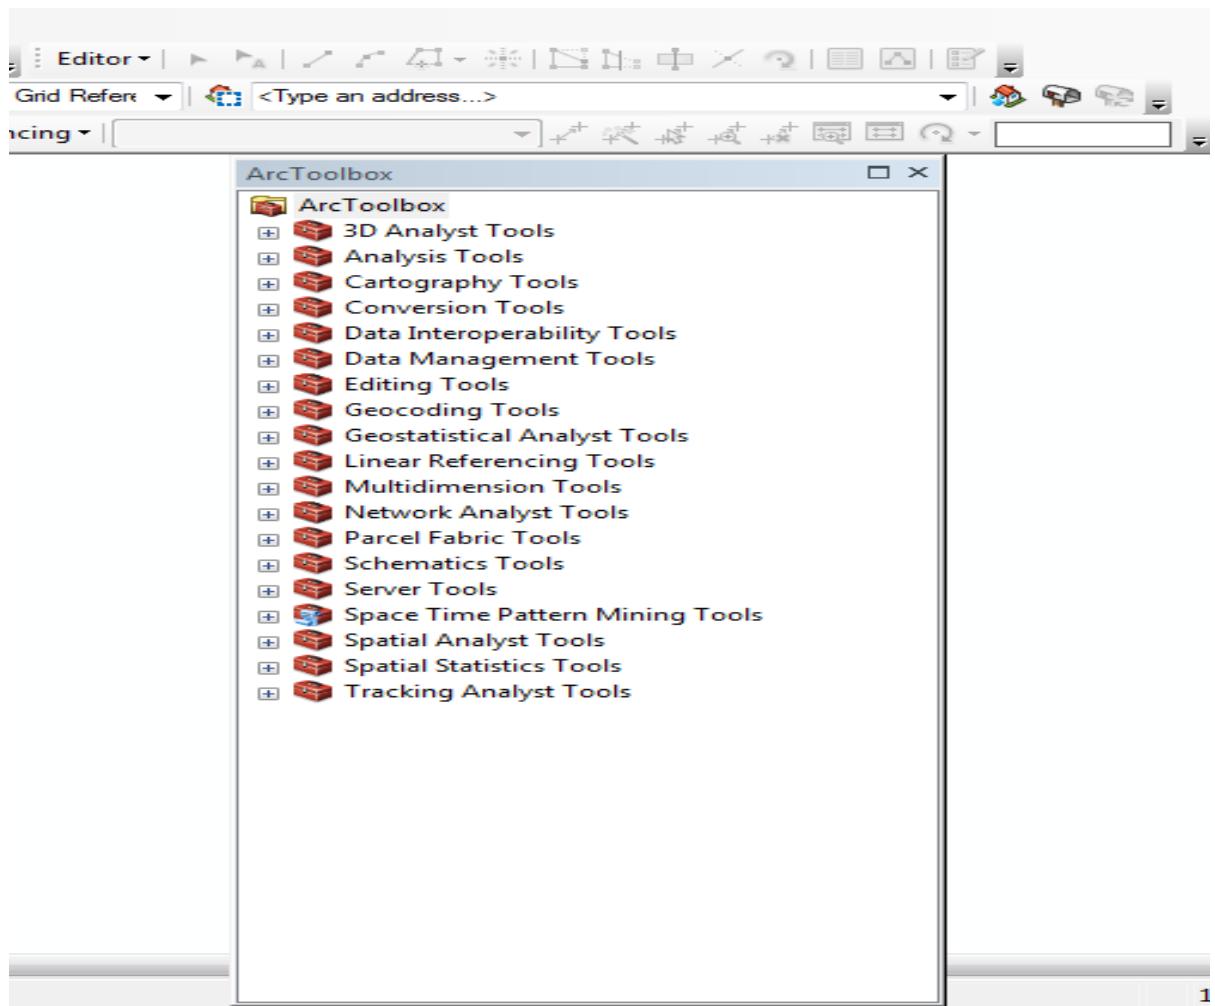 Editor
Grid Refere <Type an address...>
ncing
ArcToolbox
ArcToolbox
3D Analyst Tools
Analysis Tools
Cartography Tools
Conversion Tools
Data Interoperability Tools
Data Management Tools
Editing Tools
Geocoding Tools
Geostatistical Analyst Tools
Linear Referencing Tools
Multidimension Tools
Network Analyst Tools
Parcel Fabric Tools
Schematics Tools
Server Tools
Space Time Pattern Mining Tools
Spatial Analyst Tools
Spatial Statistics Tools
Tracking Analyst Tools
1